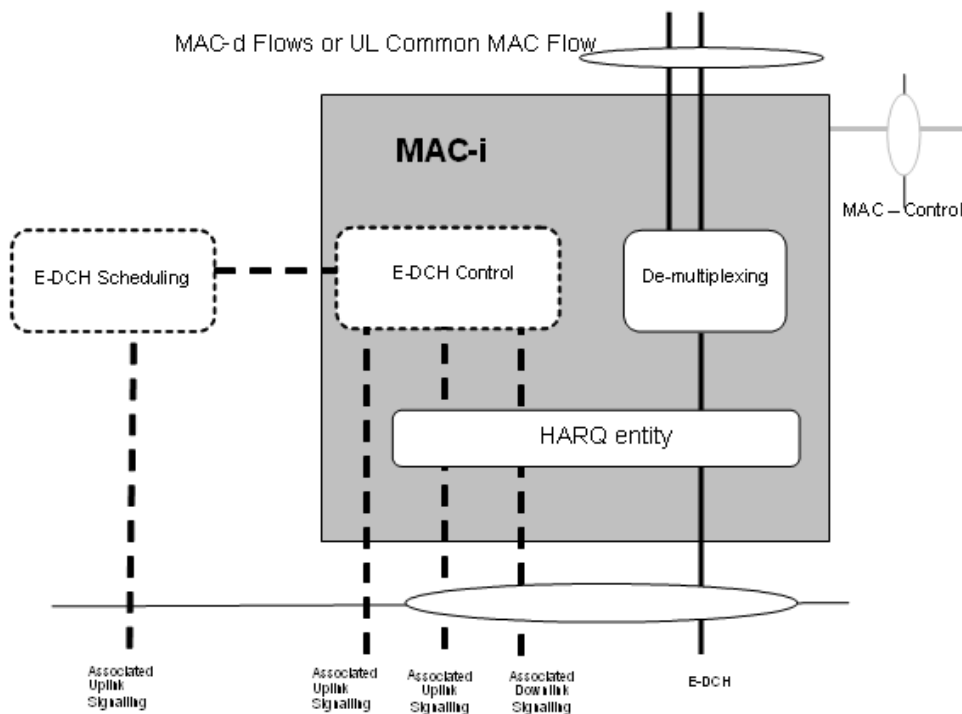 MAC-d Flows or UL Common MAC Flow
MAC-i
MAC – Control
E-DCH Scheduling
E-DCH Control
De-multiplexing
HARQ entity
Associated
Uplink
Signalling
Associated
Uplink
Signalling
Associated
Uplink
Signalling
Associated
Downlink
Signalling
E-DCH